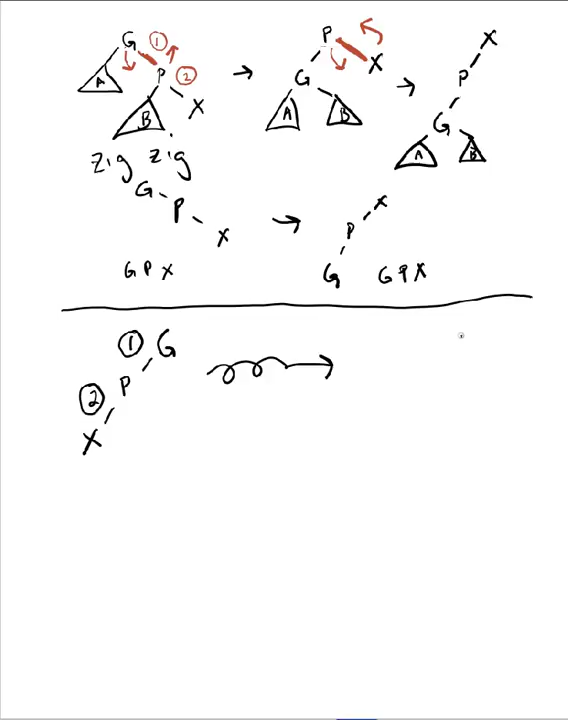 G ① P X
A P ② G X P
B X A B G
A B
zig zig
G P X P X
G
G P X G P X
① G
P
②
X